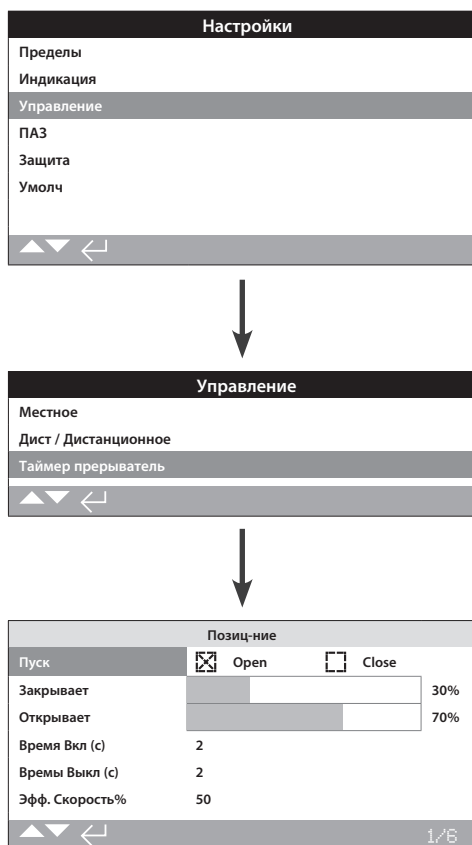 Настройки
Пределы
Индикация
Управление
ПАЗ
Защита
Умолч
Управление
Местное
Дист / Дистанционное
Таймер прерыватель
Позиц-ние
Пуск Open Close
Закрывает 30%
Открывает 70%
Время Вкл (с) 2
Времы Выкл (с) 2
Эфф. Скорость% 50
1/6